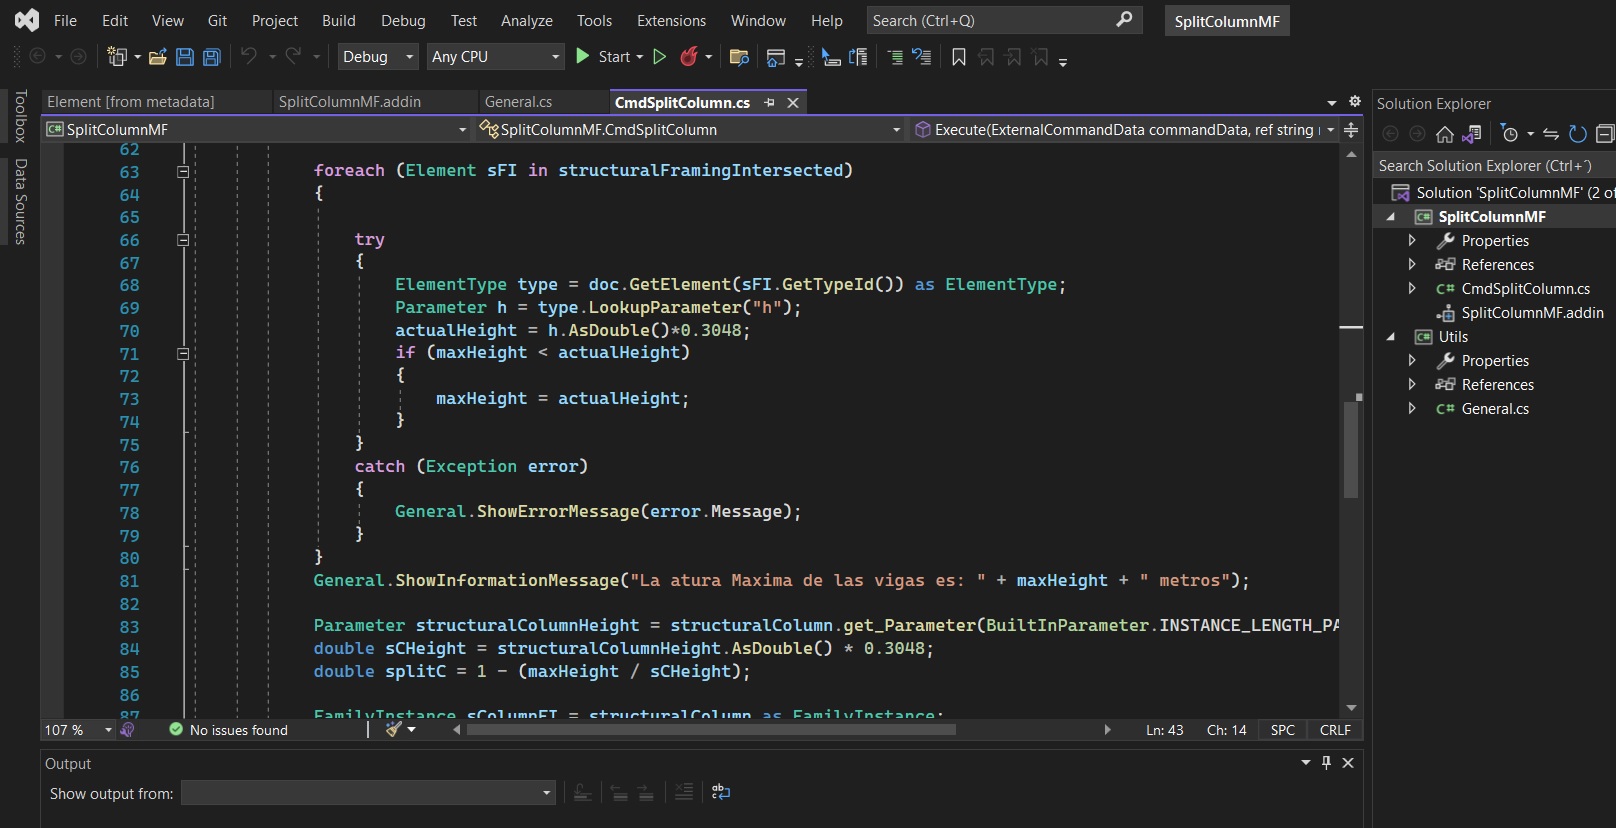 File Edit View Git Project Build Debug Test Analyze Tools Extensions Window Help Search (Ctrl+Q) SplitColumnMF
Debug Any CPU Start
Toolbox
Data Sources
Element [from metadata] SplitColumnMF.addin General.cs CmdSplitColumn.cs
C# SplitColumnMF SplitColumnMF.CmdSplitColumn Execute(ExternalCommandData commandData, ref string
62
63 foreach (Element sFI in structuralFramingIntersected)
64 {
65
66 try
67 {
68 ElementType type = doc.GetElement(sFI.GetTypeId()) as ElementType;
69 Parameter h = type.LookupParameter("h");
70 actualHeight = h.AsDouble()*0.3048;
71 if (maxHeight < actualHeight)
72 {
73 maxHeight = actualHeight;
74 }
75 }
76 catch (Exception error)
77 {
78 General.ShowErrorMessage(error.Message);
79 }
80 }
81 General.ShowInformationMessage("La atura Maxima de las vigas es: " + maxHeight + " metros");
82
83 Parameter structuralColumnHeight = structuralColumn.get_Parameter(BuiltInParameter.INSTANCE_LENGTH_PA
84 double sCHeight = structuralColumnHeight.AsDouble() * 0.3048;
85 double splitC = 1 - (maxHeight / sCHeight);
86
87 FamilyInstance sColumnFI = structuralColumn as FamilyInstance;
107 % No issues found Ln: 43 Ch: 14 SPC CRLF
Output
Show output from:
Solution Explorer
Search Solution Explorer (Ctrl+´)
Solution 'SplitColumnMF' (2 of
C# SplitColumnMF
Properties
References
C# CmdSplitColumn.cs
SplitColumnMF.addin
C# Utils
Properties
References
C# General.cs